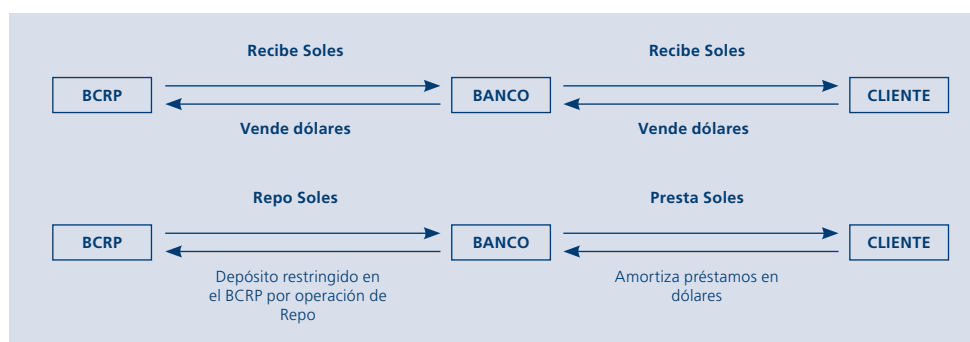 Recibe Soles
Recibe Soles
BCRP
BANCO
CLIENTE
Vende dólares
Vende dólares
Repo Soles
Presta Soles
BCRP
BANCO
CLIENTE
Depósito restringido en
el BCRP por operación de
Repo
Amortiza préstamos en
dólares